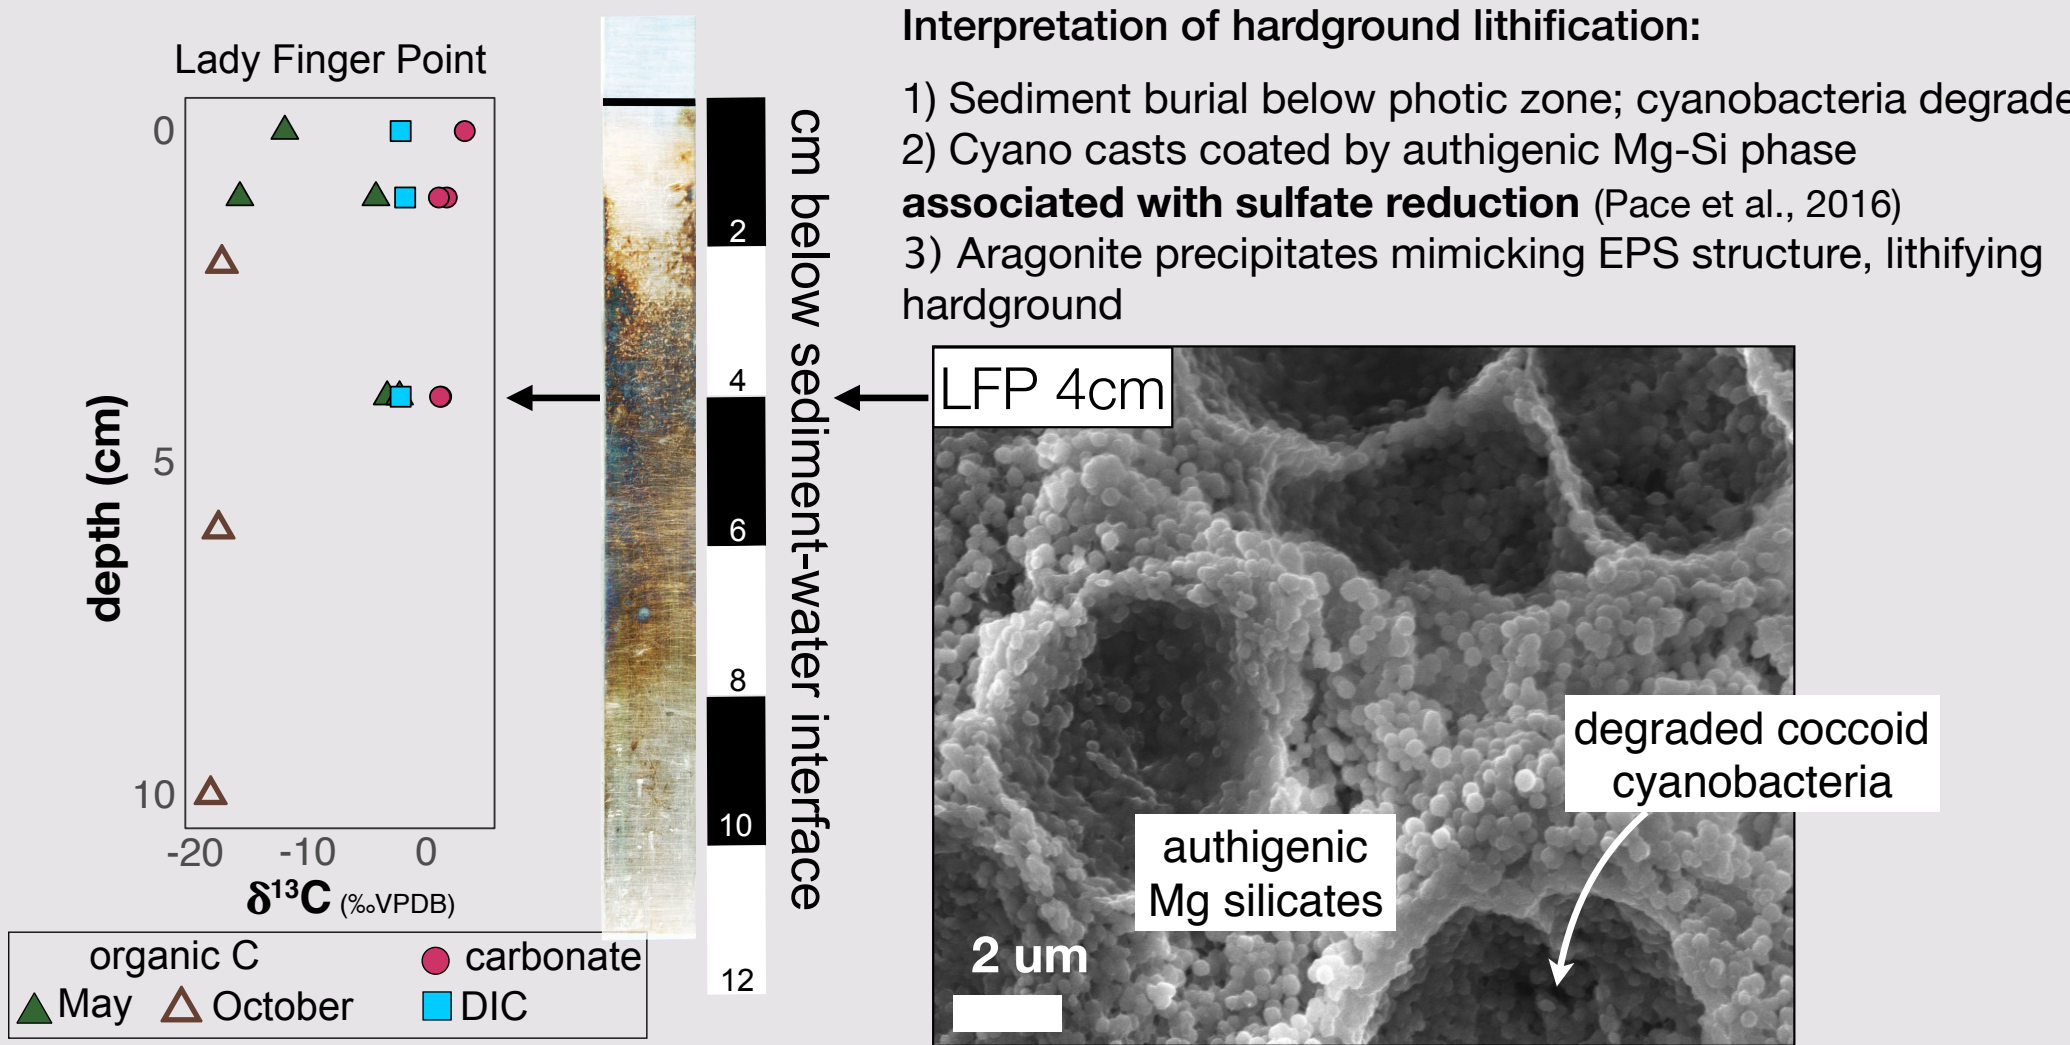 Lady Finger Point
0
5
10
depth (cm)
-20 -10 0
δ¹³C (‰VPDB)
organic C
May October
carbonate
DIC
2
4
6
8
10
12
cm below sediment-water interface
Interpretation of hardground lithification:
1) Sediment burial below photic zone; cyanobacteria degrade
2) Cyano casts coated by authigenic Mg-Si phase
associated with sulfate reduction (Pace et al., 2016)
3) Aragonite precipitates mimicking EPS structure, lithifying
hardground
LFP 4cm
degraded coccoid
cyanobacteria
authigenic
Mg silicates
2 um